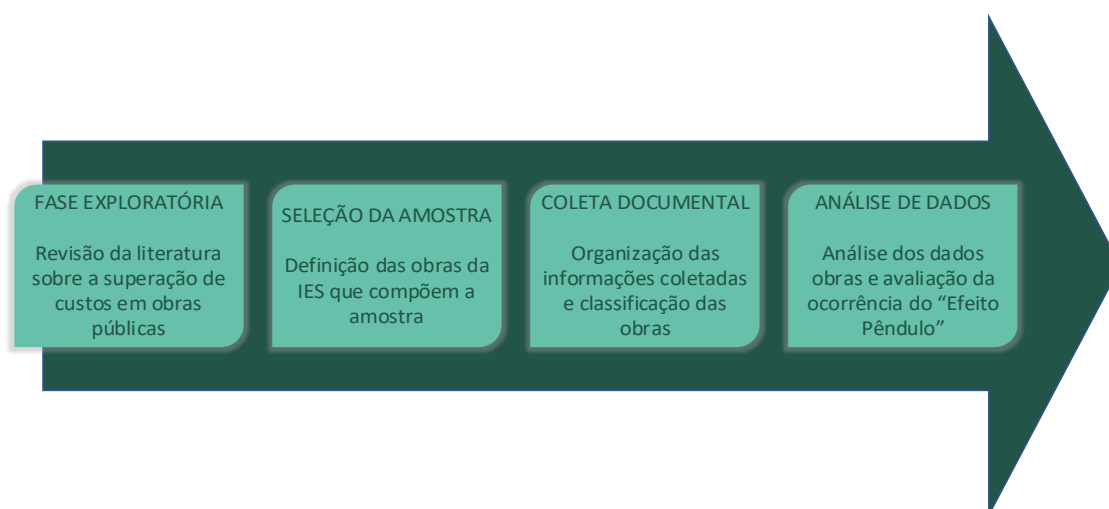 FASE EXPLORATÓRIA
Revisão da literatura
sobre a superação de
custos em obras
públicas
SELEÇÃO DA AMOSTRA
Definição das obras da
IES que compõem a
amostra
COLETA DOCUMENTAL
Organização das
informações coletadas
e classificação das
obras
ANÁLISE DE DADOS
Análise dos dados
obras e avaliação da
ocorrência do “Efeito
Pêndulo”